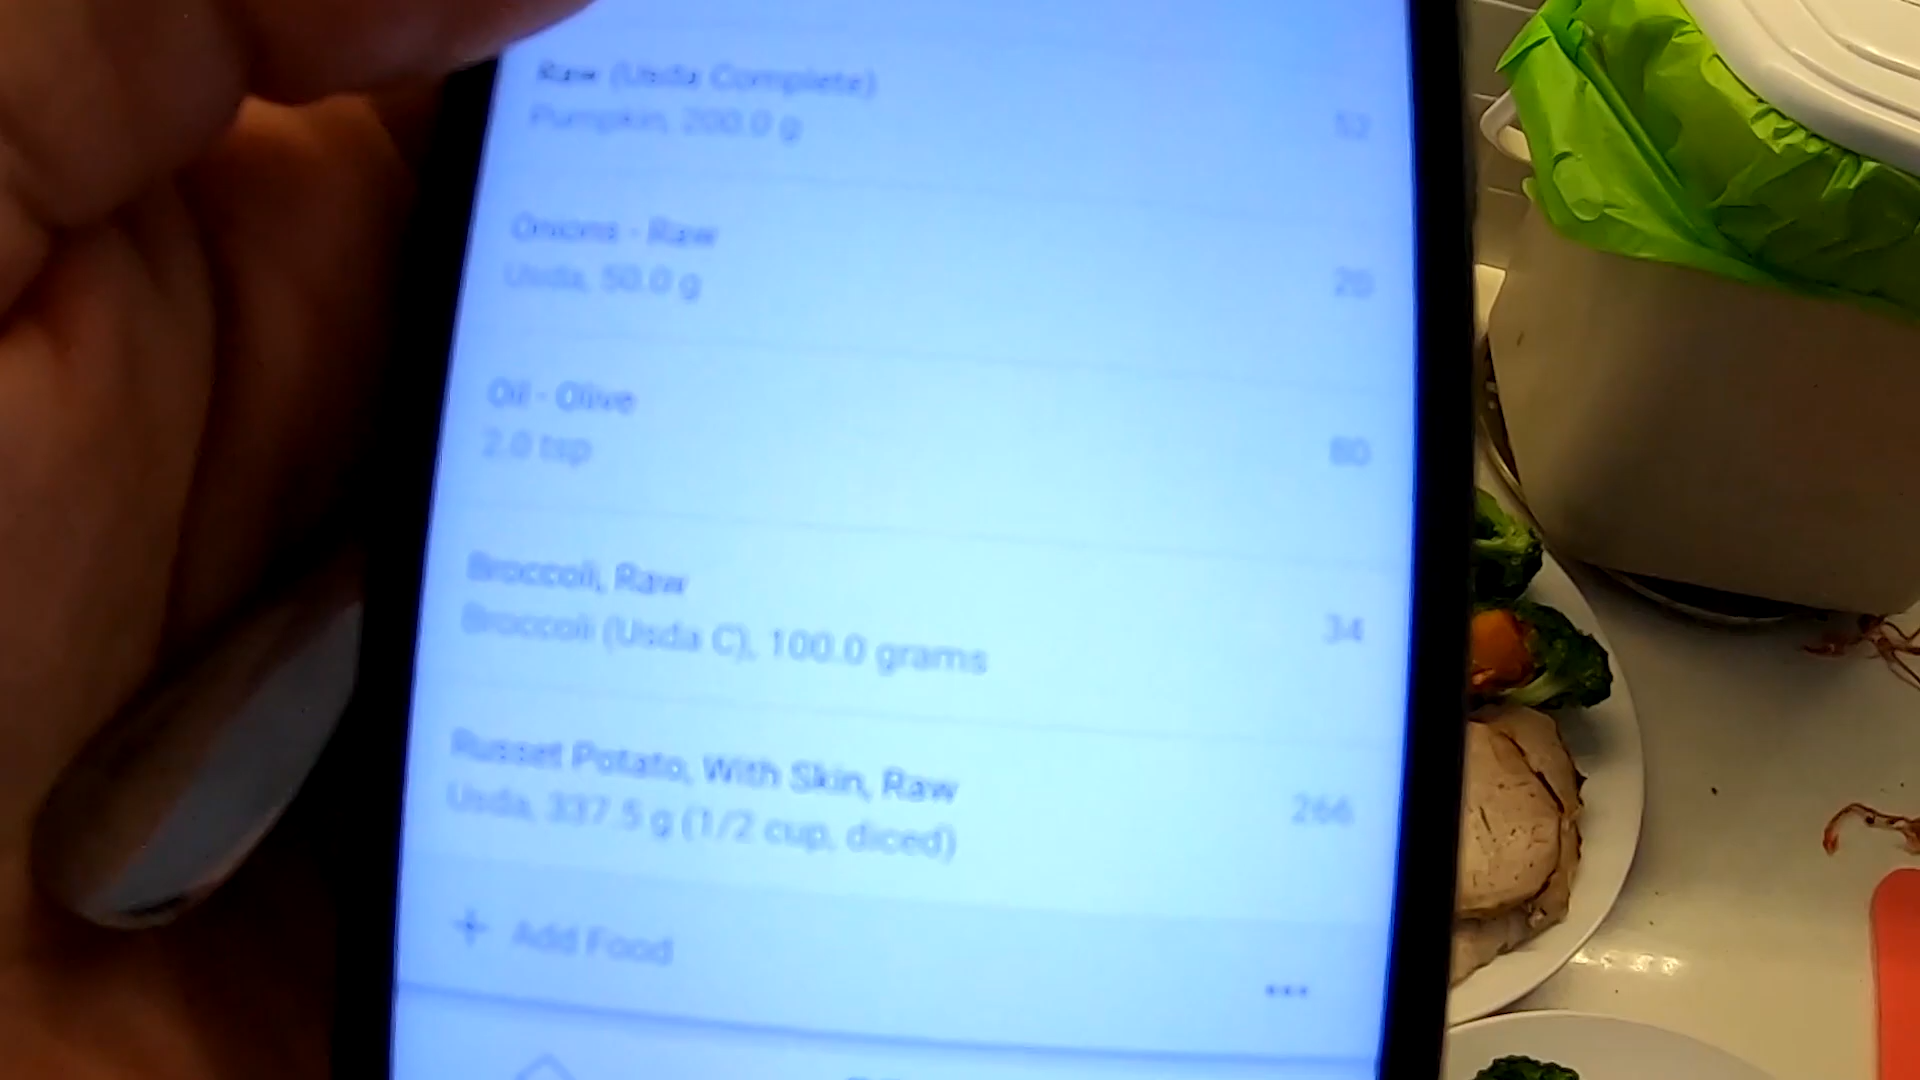 Raw (Usda Complete)
Pumpkin, 200.0 g
52
Onions - Raw
Usda, 50.0 g
20
Oil - Olive
2.0 tsp
80
Broccoli, Raw
Broccoli (Usda C), 100.0 grams
34
Russet Potato, With Skin, Raw
Usda, 337.5 g (1/2 cup, diced)
266
+ Add Food
...